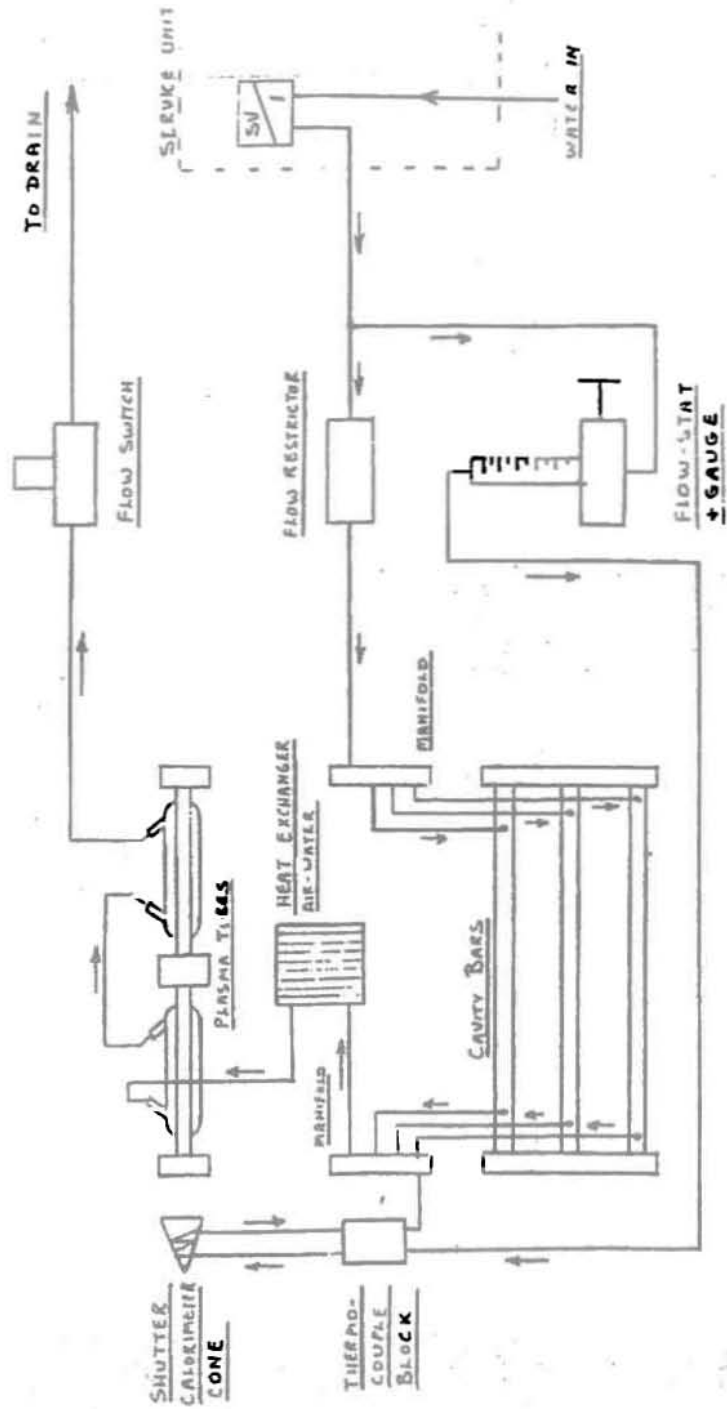 TO DRAIN
SERVICE UNIT
SV 1
WATER IN
FLOW SWITCH
FLOW RESTRICTOR
FLOW-STAT
+ GAUGE
MANIFOLD
HEAT EXCHANGER
AIR-WATER
PLASMA TUBES
CAVITY BARS
MANIFOLD
SHUTTER
CALORIMETER
CONE
THERMO-
COUPLE
BLOCK